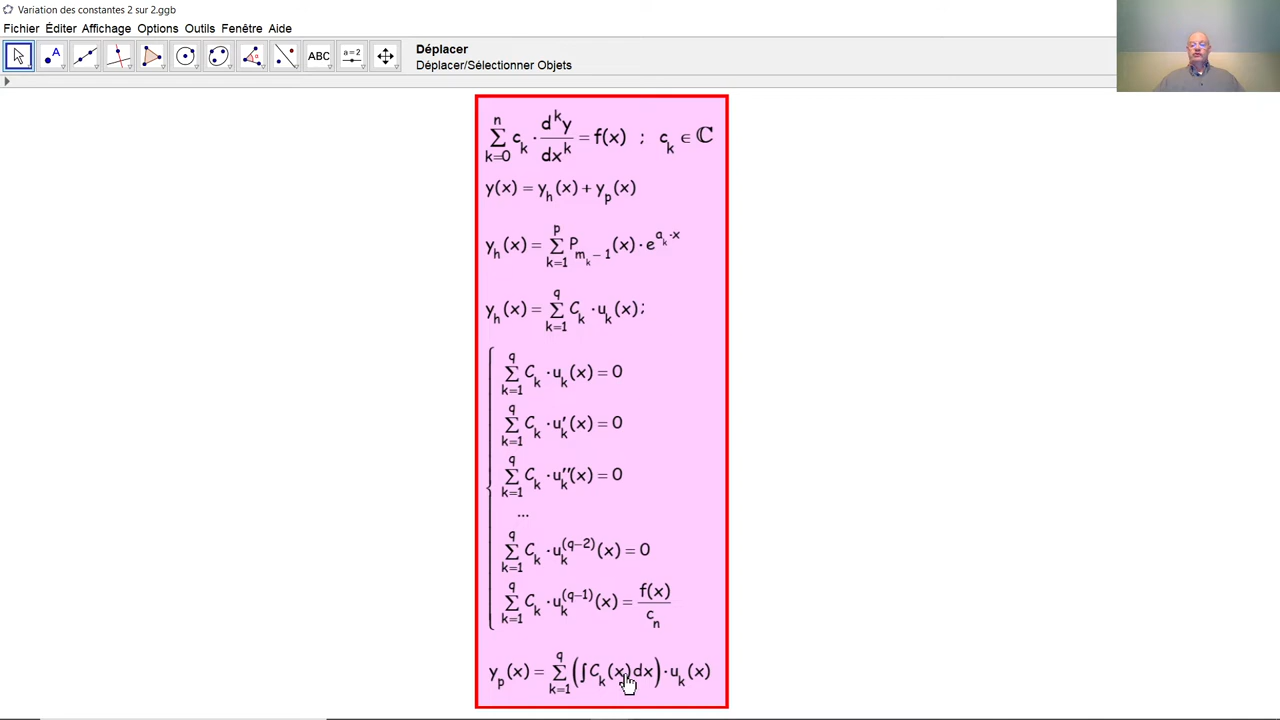 Variation des constantes 2 sur 2.ggb
Fichier Éditer Affichage Options Outils Fenêtre Aide
A ABC a=2 Déplacer
Déplacer/Sélectionner Objets
∑_{k=0}^{n} c_k · d^k y / dx^k = f(x) ; c_k ∈ ℂ
y(x) = y_h(x) + y_p(x)
y_h(x) = ∑_{k=1}^{p} P_{m_k − 1}(x) · e^{a_k · x}
y_h(x) = ∑_{k=1}^{q} C_k · u_k(x);
∑_{k=1}^{q} C_k · u_k(x) = 0
∑_{k=1}^{q} C_k · u_k'(x) = 0
∑_{k=1}^{q} C_k · u_k''(x) = 0
...
∑_{k=1}^{q} C_k · u_k^{(q−2)}(x) = 0
∑_{k=1}^{q} C_k · u_k^{(q−1)}(x) = f(x) / c_n
y_p(x) = ∑_{k=1}^{q} (∫C_k(x)dx) · u_k(x)